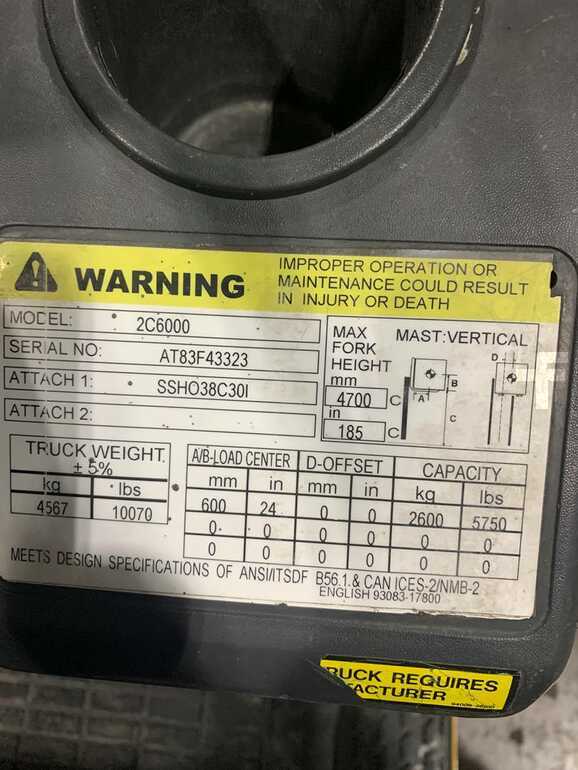 WARNING
IMPROPER OPERATION OR
MAINTENANCE COULD RESULT
IN INJURY OR DEATH
MODEL: 2C6000
SERIAL NO: AT83F43323
ATTACH 1: SSHO38C30I
ATTACH 2:
MAX
FORK
HEIGHT
mm
4700 C
in
185 C
MAST:VERTICAL
D
A
B
C
TRUCK WEIGHT
± 5%
kg lbs
4567 10070
A/B-LOAD CENTER D-OFFSET CAPACITY
mm in mm in kg lbs
600 24 0 0 2600 5750
0 0 0 0 0 0
0 0 0 0 0 0
MEETS DESIGN SPECIFICATIONS OF ANSI/ITSDF B56.1.& CAN ICES-2/NMB-2
ENGLISH 93083-17800
RUCK REQUIRES
FACTURER